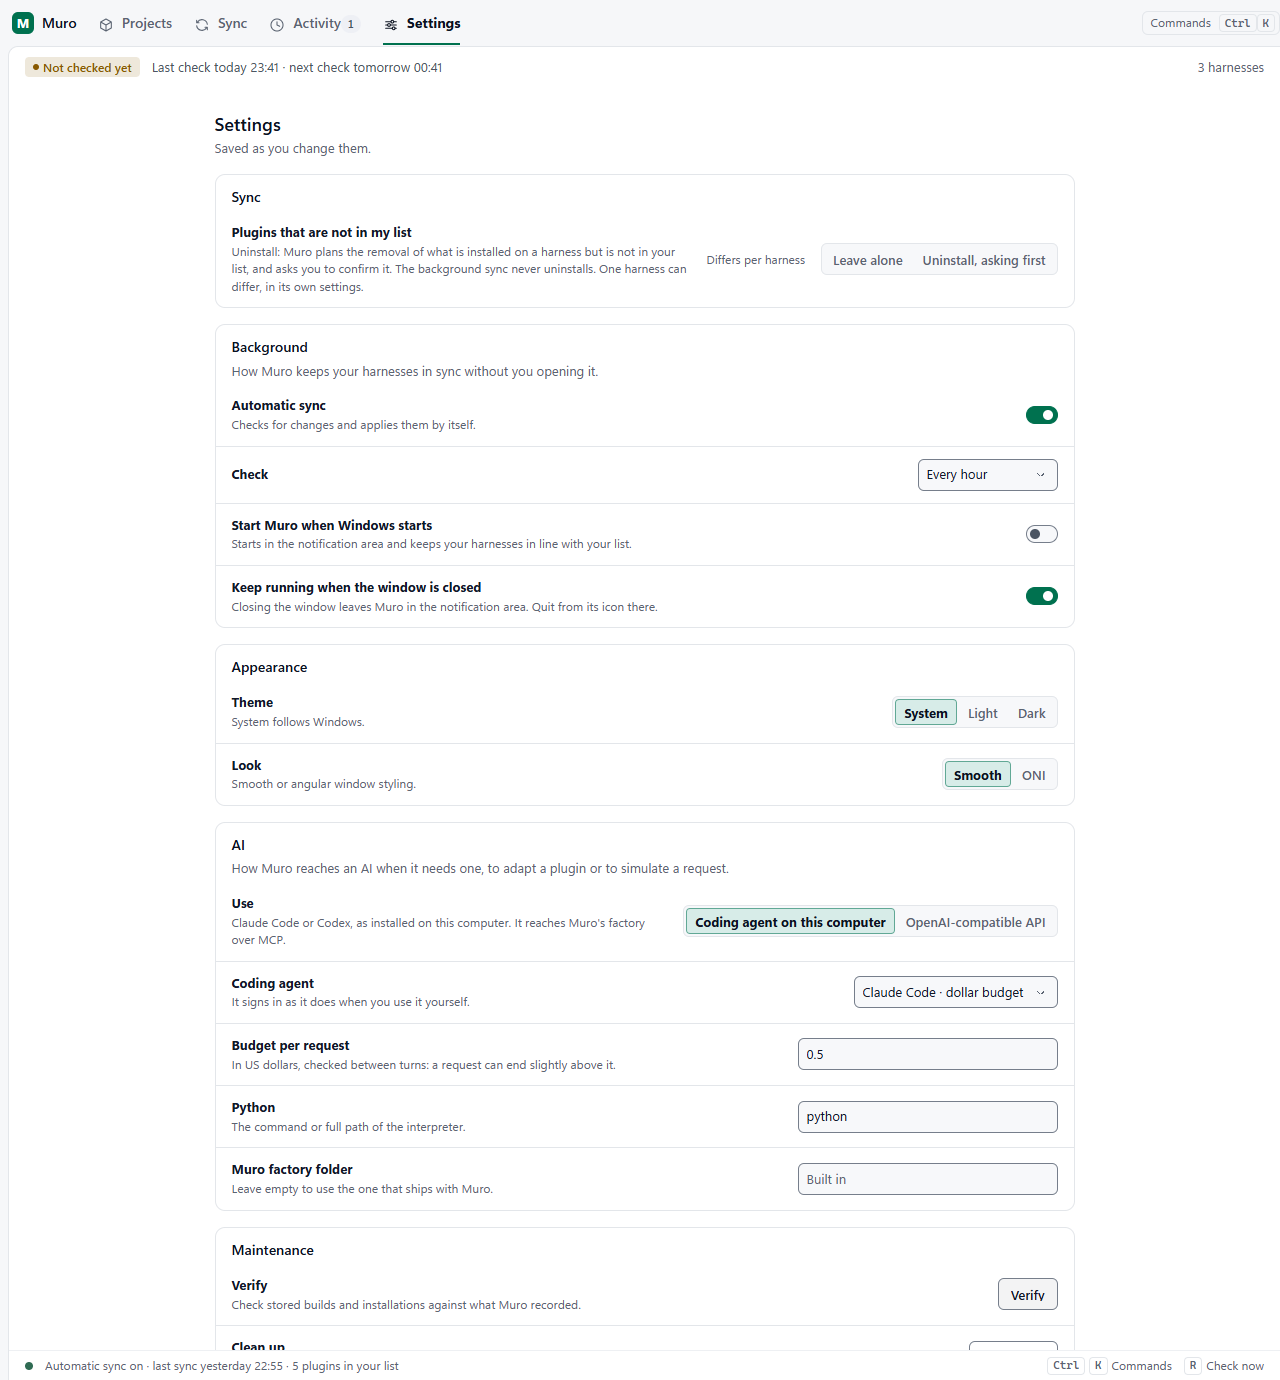 M Muro Projects Sync Activity 1 Settings Commands Ctrl K
Not checked yet Last check today 23:41 · next check tomorrow 00:41 3 harnesses
Settings
Saved as you change them.
Sync
Plugins that are not in my list
Uninstall: Muro plans the removal of what is installed on a harness but is not in your
list, and asks you to confirm it. The background sync never uninstalls. One harness can
differ, in its own settings.
Differs per harness Leave alone Uninstall, asking first
Background
How Muro keeps your harnesses in sync without you opening it.
Automatic sync
Checks for changes and applies them by itself.
Check Every hour
Start Muro when Windows starts
Starts in the notification area and keeps your harnesses in line with your list.
Keep running when the window is closed
Closing the window leaves Muro in the notification area. Quit from its icon there.
Appearance
Theme
System follows Windows.
System Light Dark
Look
Smooth or angular window styling.
Smooth ONI
AI
How Muro reaches an AI when it needs one, to adapt a plugin or to simulate a request.
Use
Claude Code or Codex, as installed on this computer. It reaches Muro's factory
over MCP.
Coding agent on this computer OpenAI-compatible API
Coding agent
It signs in as it does when you use it yourself.
Claude Code · dollar budget
Budget per request
In US dollars, checked between turns: a request can end slightly above it.
0.5
Python
The command or full path of the interpreter.
python
Muro factory folder
Leave empty to use the one that ships with Muro.
Built in
Maintenance
Verify
Check stored builds and installations against what Muro recorded.
Verify
Clean up
Automatic sync on · last sync yesterday 22:55 · 5 plugins in your list Ctrl K Commands R Check now